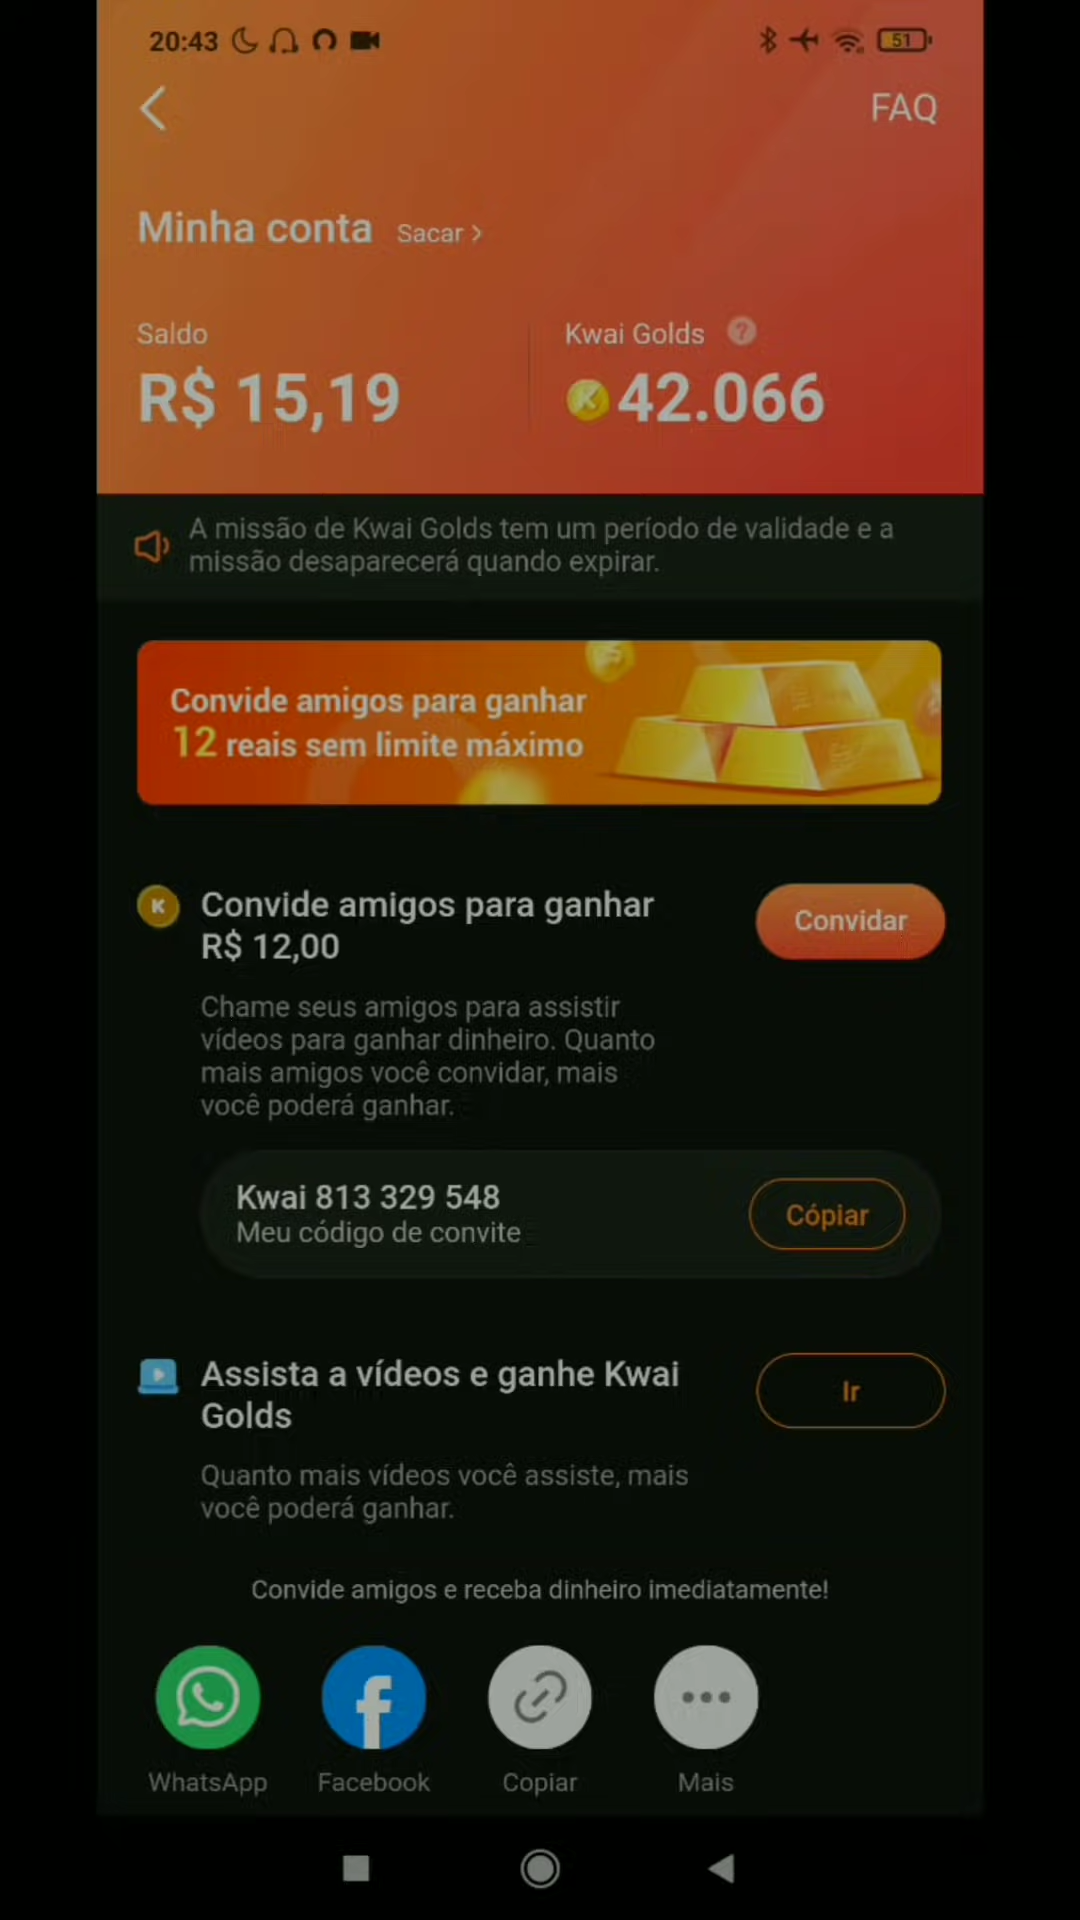 20:43
51
FAQ
Minha conta Sacar >
Saldo
Kwai Golds ?
R$ 15,19
K 42.066
A missão de Kwai Golds tem um período de validade e a
missão desaparecerá quando expirar.
Convide amigos para ganhar
12 reais sem limite máximo
K
Convide amigos para ganhar
R$ 12,00
Convidar
Chame seus amigos para assistir
vídeos para ganhar dinheiro. Quanto
mais amigos você convidar, mais
você poderá ganhar.
Kwai 813 329 548
Meu código de convite
Cópiar
Assista a vídeos e ganhe Kwai
Golds
Ir
Quanto mais vídeos você assiste, mais
você poderá ganhar.
Convide amigos e receba dinheiro imediatamente!
WhatsApp
Facebook
Copiar
Mais